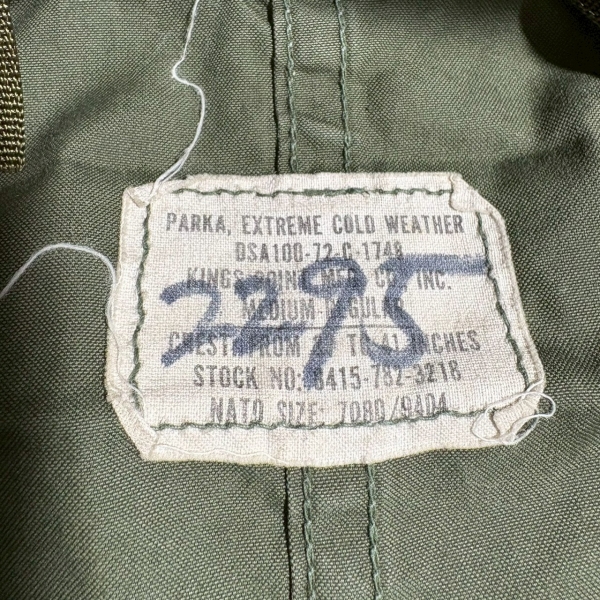 PARKA, EXTREME COLD WEATHER
DSA100-72-C-1748
KINGS POINT MFG. CO., INC.
2295
MEDIUM-REGULAR
CHEST: FROM TO 41 INCHES
STOCK NO: 8415-782-3218
NATO SIZE: 7080/9404